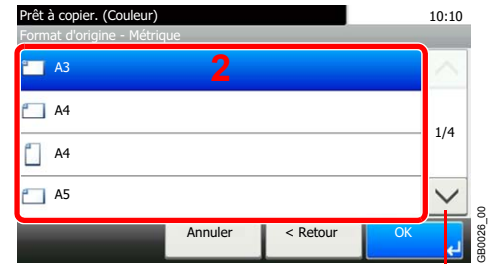 Prêt à copier. (Couleur) 10:10
Format d'origine - Métrique
A3 2
A4
1/4
A4
A5
Annuler < Retour OK
GB0026_00